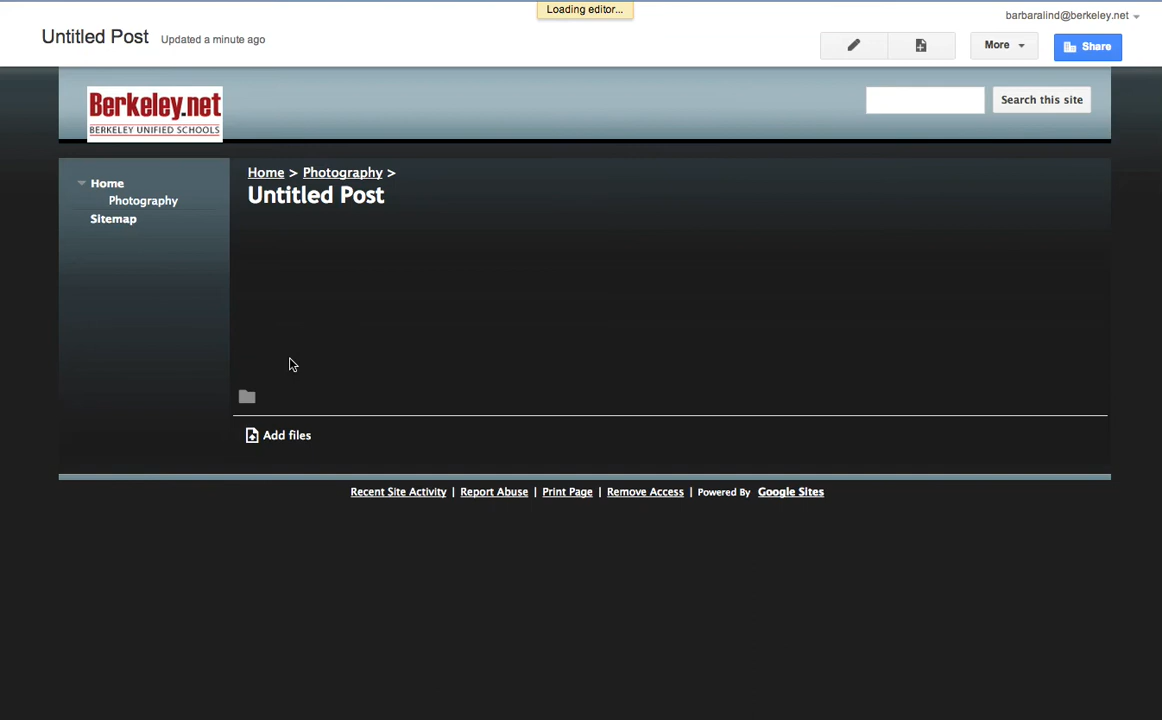 Loading editor...
barbaralind@berkeley.net
Untitled Post Updated a minute ago
More
Share
Berkeley.net
BERKELEY UNIFIED SCHOOLS
Search this site
Home
Photography
Sitemap
Home > Photography >
Untitled Post
Add files
Recent Site Activity | Report Abuse | Print Page | Remove Access | Powered By Google Sites